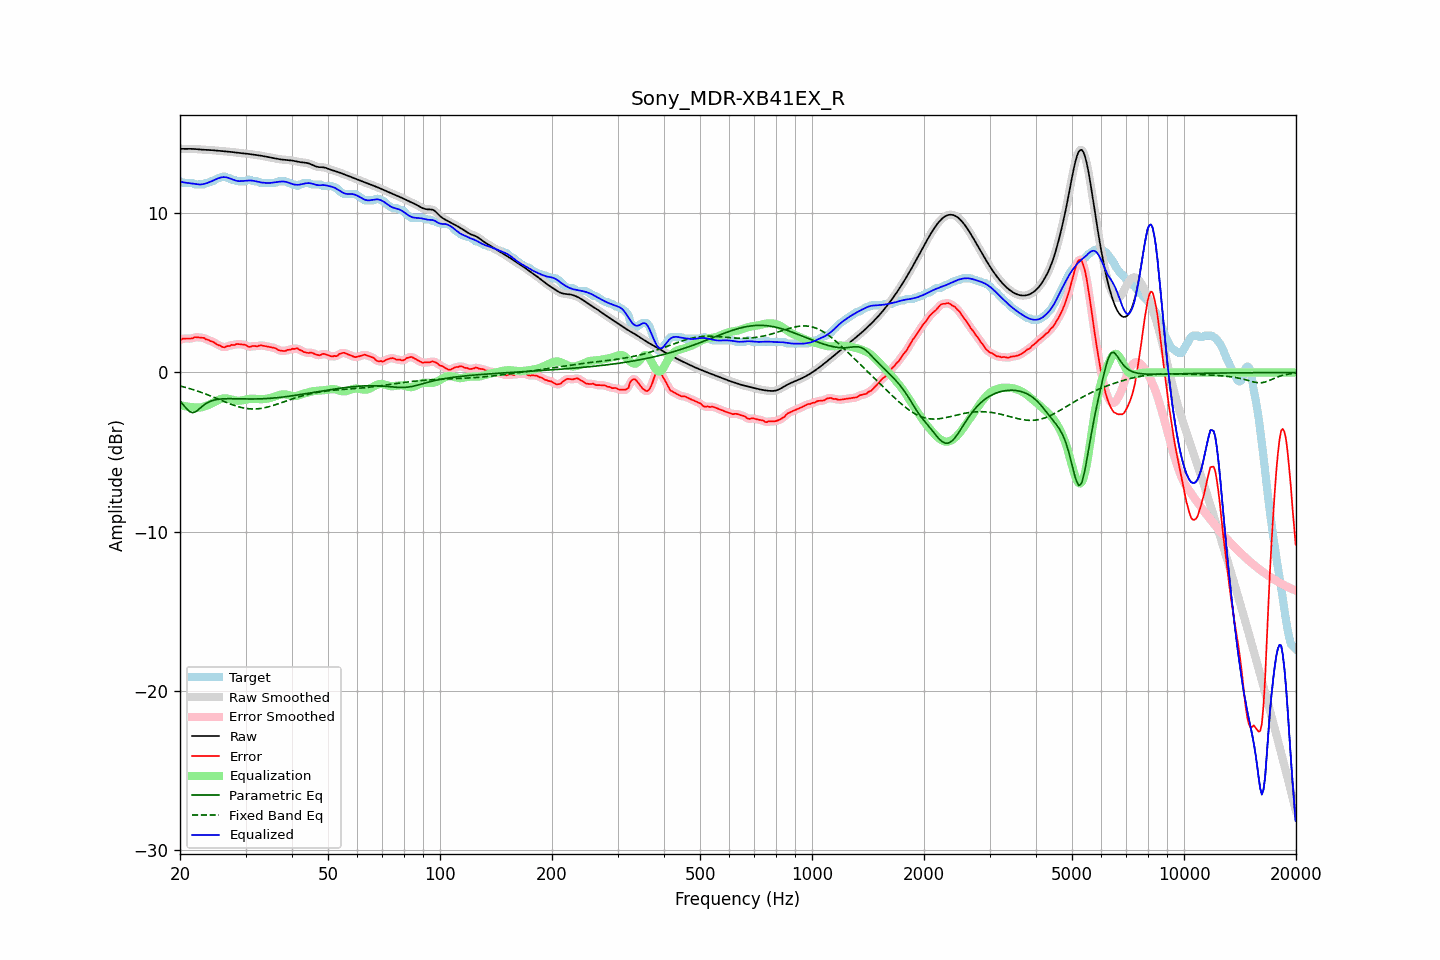 Sony_MDR-XB41EX_R
Amplitude (dBr)
10
0
−10
−20
−30
Target
Raw Smoothed
Error Smoothed
Raw
Error
Equalization
Parametric Eq
Fixed Band Eq
Equalized
20 50 100 200 500 1000 2000 5000 10000 20000
Frequency (Hz)